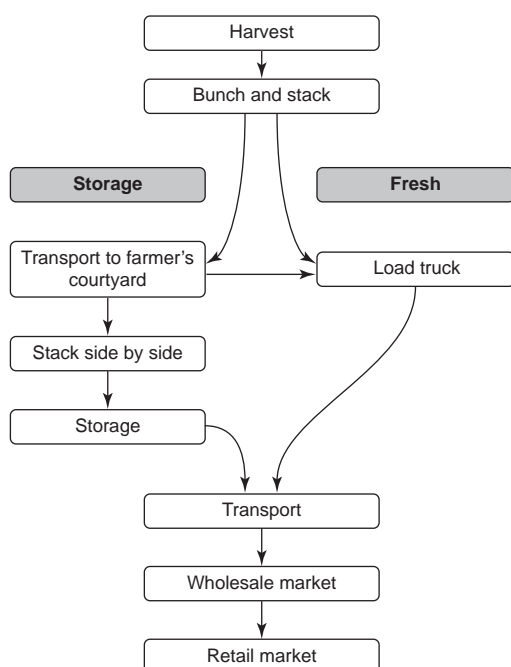 Harvest
Bunch and stack
Storage
Fresh
Transport to farmer's
courtyard
Load truck
Stack side by side
Storage
Transport
Wholesale market
Retail market